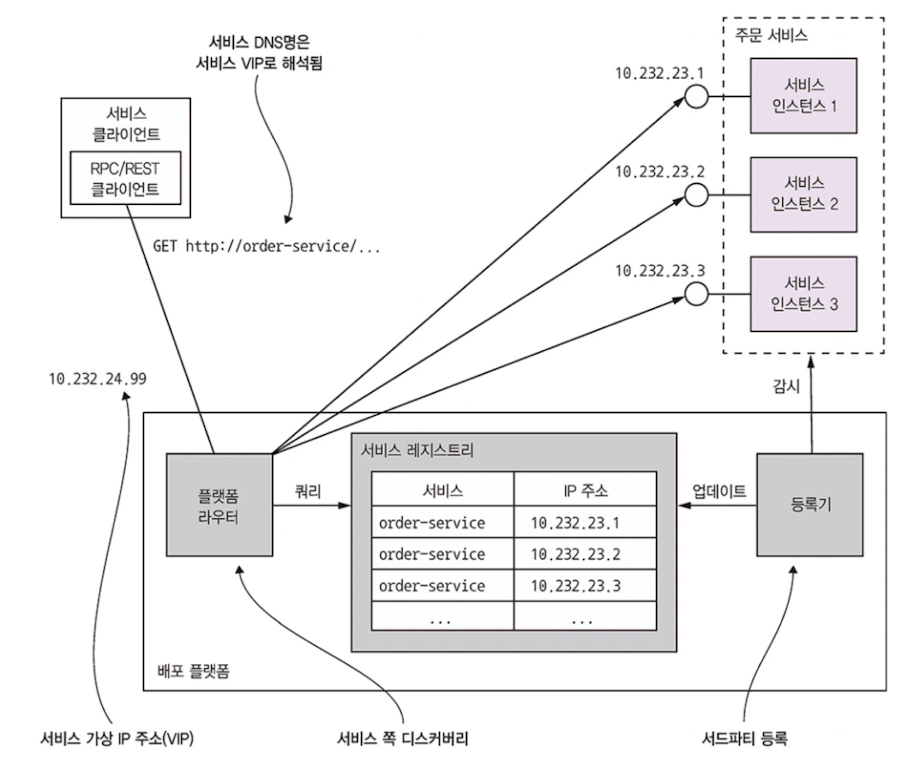 서비스 DNS명은
서비스 VIP로 해석됨
주문 서비스
10.232.23.1
서비스
인스턴스 1
서비스
클라이언트
RPC/REST
클라이언트
10.232.23.2
서비스
인스턴스 2
GET http://order-service/...
10.232.23.3
서비스
인스턴스 3
10.232.24.99
감시
플랫폼
라우터
쿼리
서비스 레지스트리
서비스 IP 주소
order-service 10.232.23.1
order-service 10.232.23.2
order-service 10.232.23.3
... ...
업데이트
등록기
배포 플랫폼
서비스 가상 IP 주소(VIP)
서비스 쪽 디스커버리
서드파티 등록